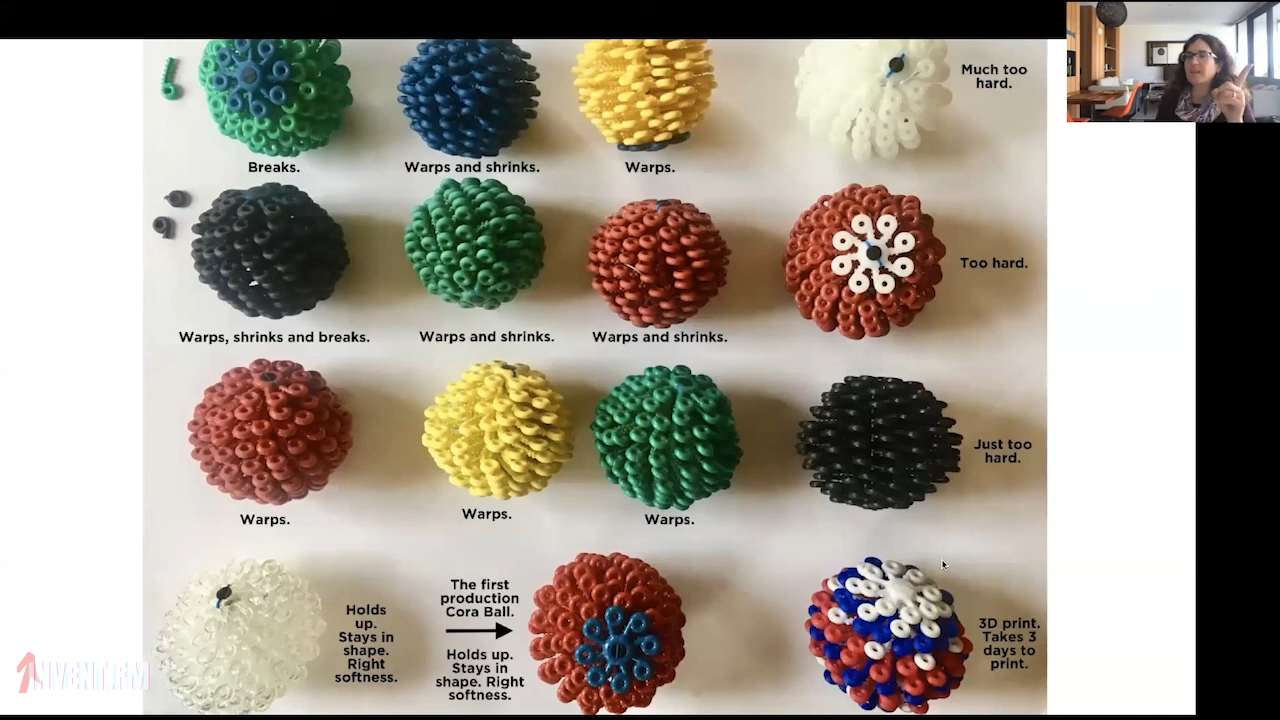 Much too
hard.
Breaks.
Warps and shrinks.
Warps.
Too hard.
Warps, shrinks and breaks.
Warps and shrinks.
Warps and shrinks.
Just too
hard.
Warps.
Warps.
Warps.
Holds
up.
Stays in
shape.
Right
softness.
The first
production
Cora Ball.
Holds up.
Stays in
shape. Right
softness.
3D print.
Takes 3
days to
print.
1NVENT.FM